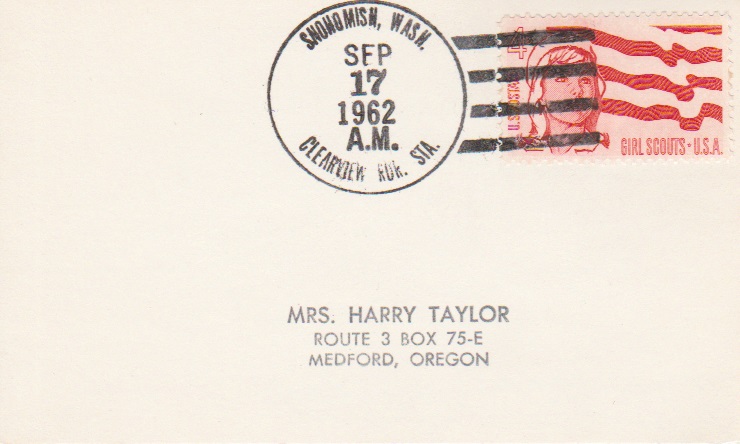 SNOHOMISH, WASH.
SEP
17
1962
A.M.
CLEARVIEW RUR. STA.
4
U.S. POSTAGE
GIRL SCOUTS • U.S.A.
MRS. HARRY TAYLOR
ROUTE 3 BOX 75-E
MEDFORD, OREGON